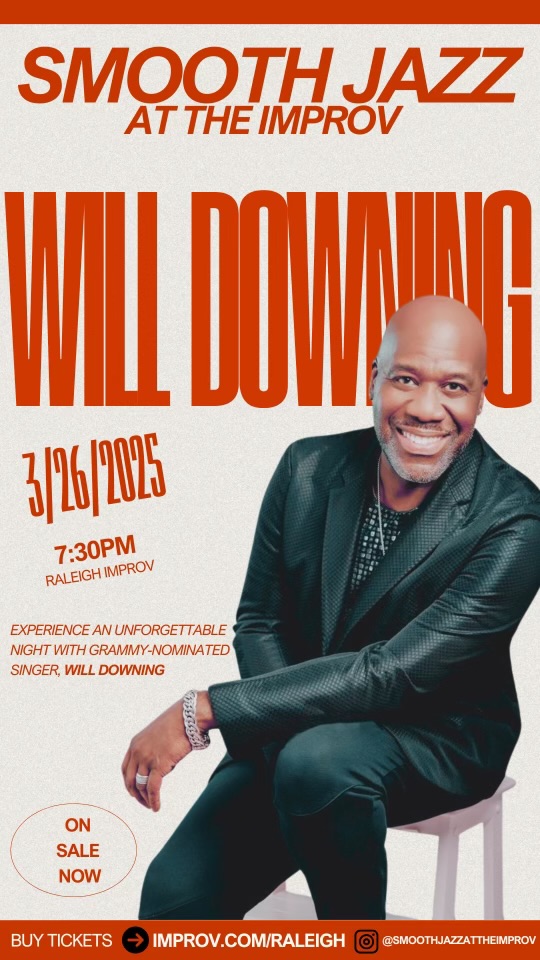 SMOOTH JAZZ
AT THE IMPROV
WILL DOWNING
3/26/2025
7:30PM
RALEIGH IMPROV
EXPERIENCE AN UNFORGETTABLE
NIGHT WITH GRAMMY-NOMINATED
SINGER, WILL DOWNING
ON
SALE
NOW
BUY TICKETS IMPROV.COM/RALEIGH @SMOOTHJAZZATTHEIMPROV